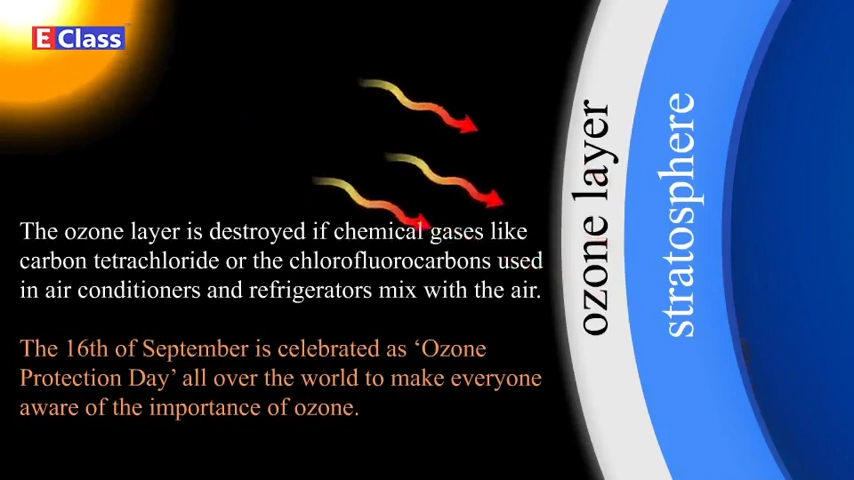 E Class
The ozone layer is destroyed if chemical gases like
carbon tetrachloride or the chlorofluorocarbons used
in air conditioners and refrigerators mix with the air.
The 16th of September is celebrated as ‘Ozone
Protection Day’ all over the world to make everyone
aware of the importance of ozone.
ozone layer
stratosphere